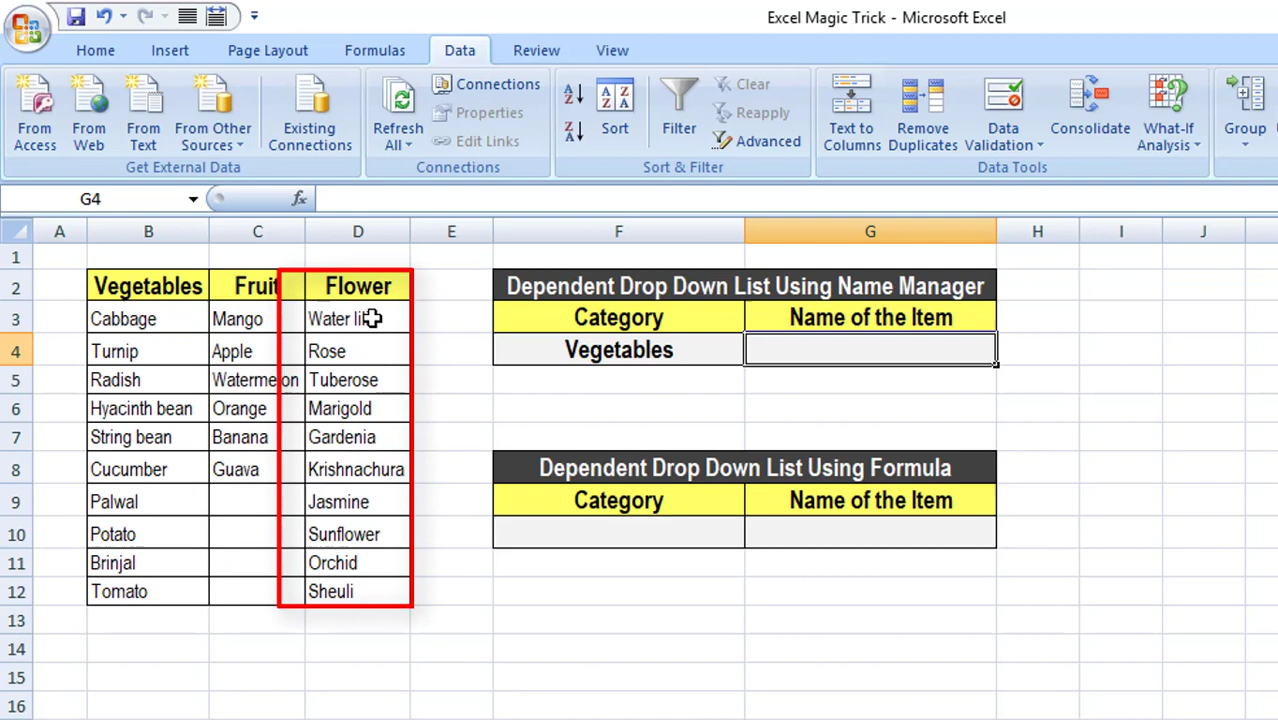 Excel Magic Trick - Microsoft Excel
Home Insert Page Layout Formulas Data Review View
From Access
From Web
From Text
From Other Sources
Existing Connections
Get External Data
Refresh All
Connections
Properties
Edit Links
Connections
Sort
Filter
Clear
Reapply
Advanced
Sort & Filter
Text to Columns
Remove Duplicates
Data Validation
Consolidate
What-If Analysis
Group
Data Tools
G4 fx
A B C D E F G H I J
1
2 Vegetables Fruit Flower Dependent Drop Down List Using Name Manager
3 Cabbage Mango Water Category Name of the Item
4 Turnip Apple Rose Vegetables
5 Radish Watermelon Tuberose
6 Hyacinth bean Orange Marigold
7 String bean Banana Gardenia
8 Cucumber Guava Krishnachura Dependent Drop Down List Using Formula
9 Palwal Jasmine Category Name of the Item
10 Potato Sunflower
11 Brinjal Orchid
12 Tomato Sheuli
13
14
15
16